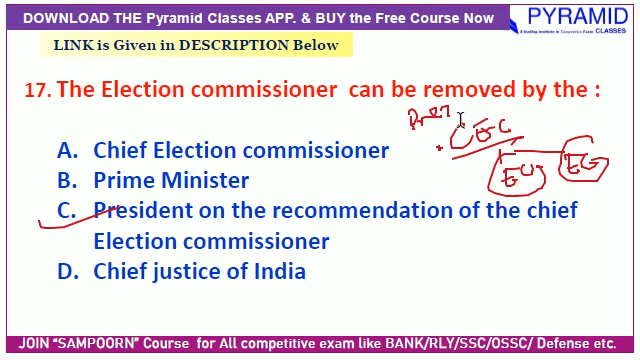 DOWNLOAD THE Pyramid Classes APP. & BUY the Free Course Now
PYRAMID
CLASSES
LINK is Given in DESCRIPTION Below
17. The Election commissioner can be removed by the :
Pre
CEC
EC
EC
A. Chief Election commissioner
B. Prime Minister
C. President on the recommendation of the chief
Election commissioner
D. Chief justice of India
JOIN “SAMPOORN” Course for All competitive exam like BANK/RLY/SSC/OSSC/ Defense etc.